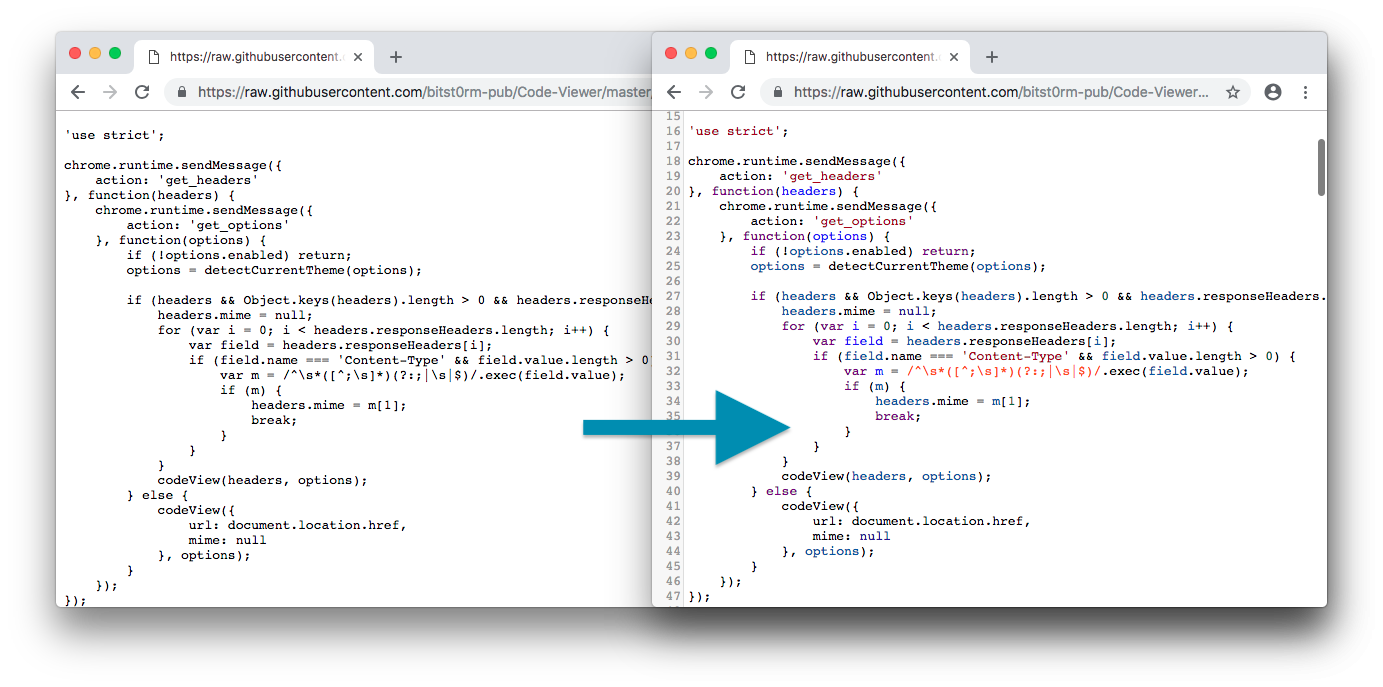 https://raw.githubusercontent.
https://raw.githubusercontent.com/bitst0rm-pub/Code-Viewer/master/
'use strict';
chrome.runtime.sendMessage({
    action: 'get_headers'
}, function(headers) {
    chrome.runtime.sendMessage({
        action: 'get_options'
    }, function(options) {
        if (!options.enabled) return;
        options = detectCurrentTheme(options);
        if (headers && Object.keys(headers).length > 0 && headers.responseHe
            headers.mime = null;
            for (var i = 0; i < headers.responseHeaders.length; i++) {
                var field = headers.responseHeaders[i];
                if (field.name === 'Content-Type' && field.value.length > 0)
                    var m = /^\s*([^;\s]*)(?:;|\s|$)/.exec(field.value);
                    if (m) {
                        headers.mime = m[1];
                        break;
                    }
                }
            }
            codeView(headers, options);
        } else {
            codeView({
                url: document.location.href,
                mime: null
            }, options);
        }
    });
});
https://raw.githubusercontent.
https://raw.githubusercontent.com/bitst0rm-pub/Code-Viewer...
15
16 'use strict';
17
18 chrome.runtime.sendMessage({
19     action: 'get_headers'
20 }, function(headers) {
21     chrome.runtime.sendMessage({
22         action: 'get_options'
23     }, function(options) {
24         if (!options.enabled) return;
25         options = detectCurrentTheme(options);
26
27         if (headers && Object.keys(headers).length > 0 && headers.
28             headers.mime = null;
29             for (var i = 0; i < headers.responseHeaders.length; i++) {
30                 var field = headers.responseHeaders[i];
31                 if (field.name === 'Content-Type' && field.value.length > 0) {
32                     var m = /^\s*([^;\s]*)(?:;|\s|$)/.exec(field.value);
33                     if (m) {
34                         headers.mime = m[1];
35                         break;
                    }
37                 }
38             }
39             codeView(headers, options);
40         } else {
41             codeView({
42                 url: document.location.href,
43                 mime: null
44             }, options);
45         }
46     });
47 });